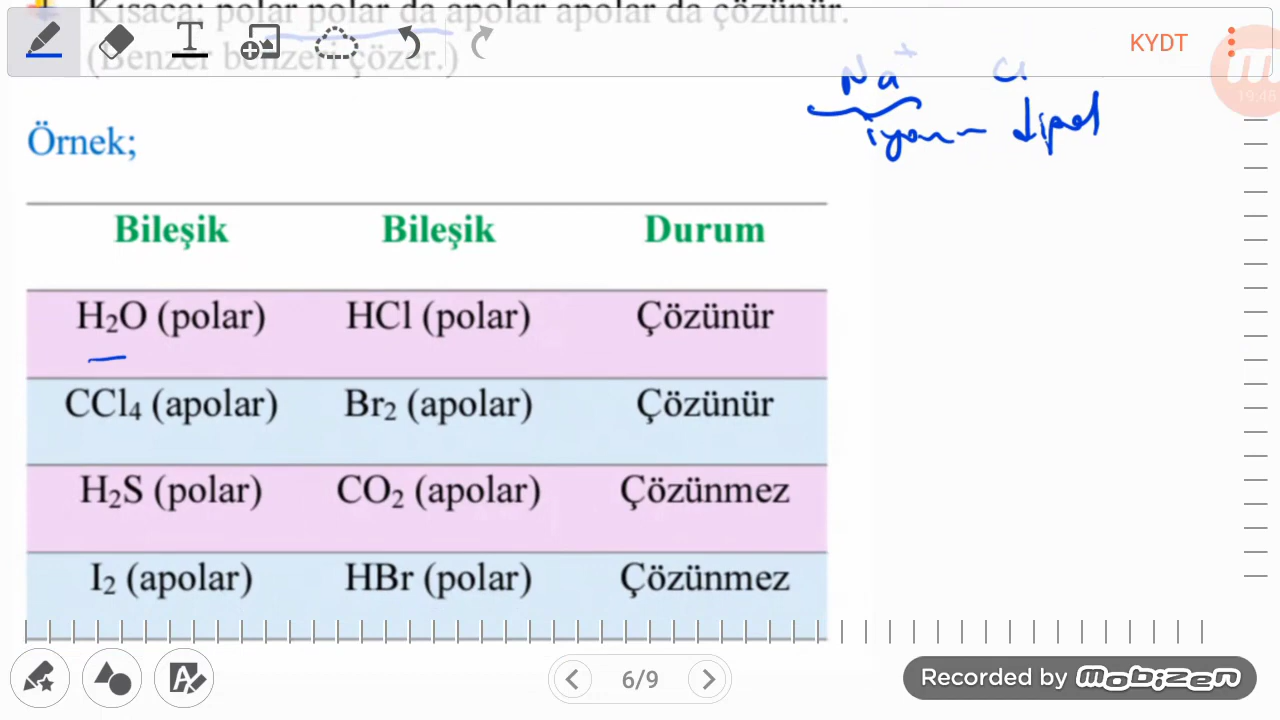 Kısaca; polar polar da apolar apolar da çözünür.
T
KYDT
(Benzer benzeri çözer.)
Na+ Cl
19:48
iyon - dipol
Örnek;
Bileşik Bileşik Durum
H₂O (polar) HCl (polar) Çözünür
CCl₄ (apolar) Br₂ (apolar) Çözünür
H₂S (polar) CO₂ (apolar) Çözünmez
I₂ (apolar) HBr (polar) Çözünmez
6/9
Recorded by mobizen